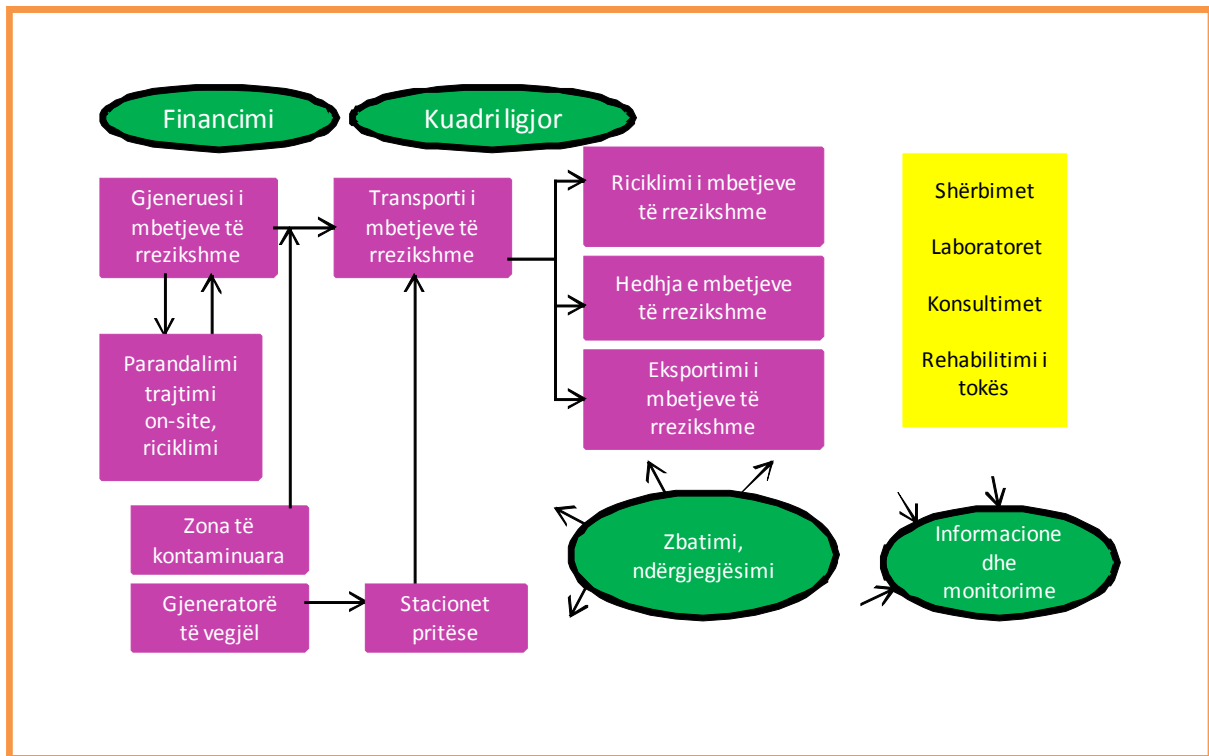 Financimi
Kuadri ligjor
Gjeneruesi i
mbetjeve të
rrezikshme
Transporti i
mbetjeve të
rrezikshme
Riciklimi i mbetjeve
të rrezikshme
Hedhja e mbetjeve
të rrezikshme
Eksportimi i
mbetjeve të
rrezikshme
Parandalimi
trajtimi
on-site,
riciklimi
Zona të
kontaminuara
Gjeneratorë
të vegjël
Stacionet
pritëse
Zbatimi,
ndërgjegjësimi
Shërbimet
Laboratoret
Konsultimet
Rehabilitimi i
tokës
Informacione
dhe
monitorime